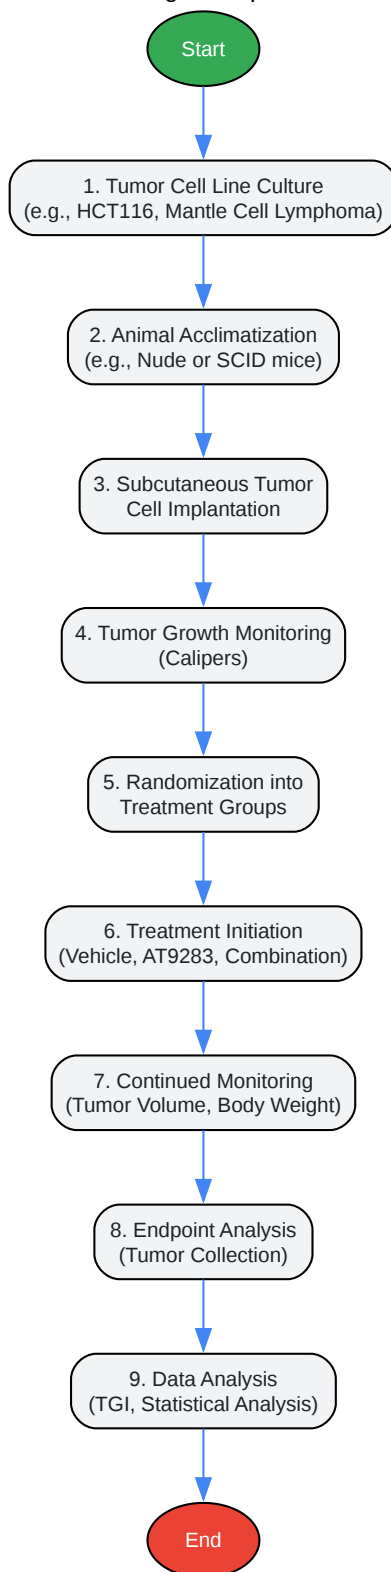 Start
1. Tumor Cell Line Culture
(e.g., HCT116, Mantle Cell Lymphoma)
2. Animal Acclimatization
(e.g., Nude or SCID mice)
3. Subcutaneous Tumor
Cell Implantation
4. Tumor Growth Monitoring
(Calipers)
5. Randomization into
Treatment Groups
6. Treatment Initiation
(Vehicle, AT9283, Combination)
7. Continued Monitoring
(Tumor Volume, Body Weight)
8. Endpoint Analysis
(Tumor Collection)
9. Data Analysis
(TGI, Statistical Analysis)
End